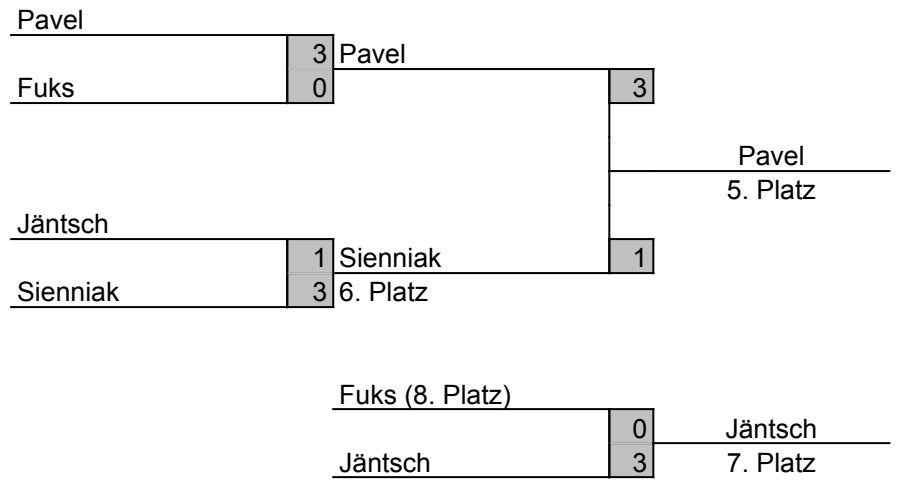 Pavel
3 Pavel
Fuks 0 3
Pavel
5. Platz
Jäntsch
1 Sienniak 1
Sienniak 3 6. Platz
Fuks (8. Platz)
0 Jäntsch
Jäntsch 3 7. Platz